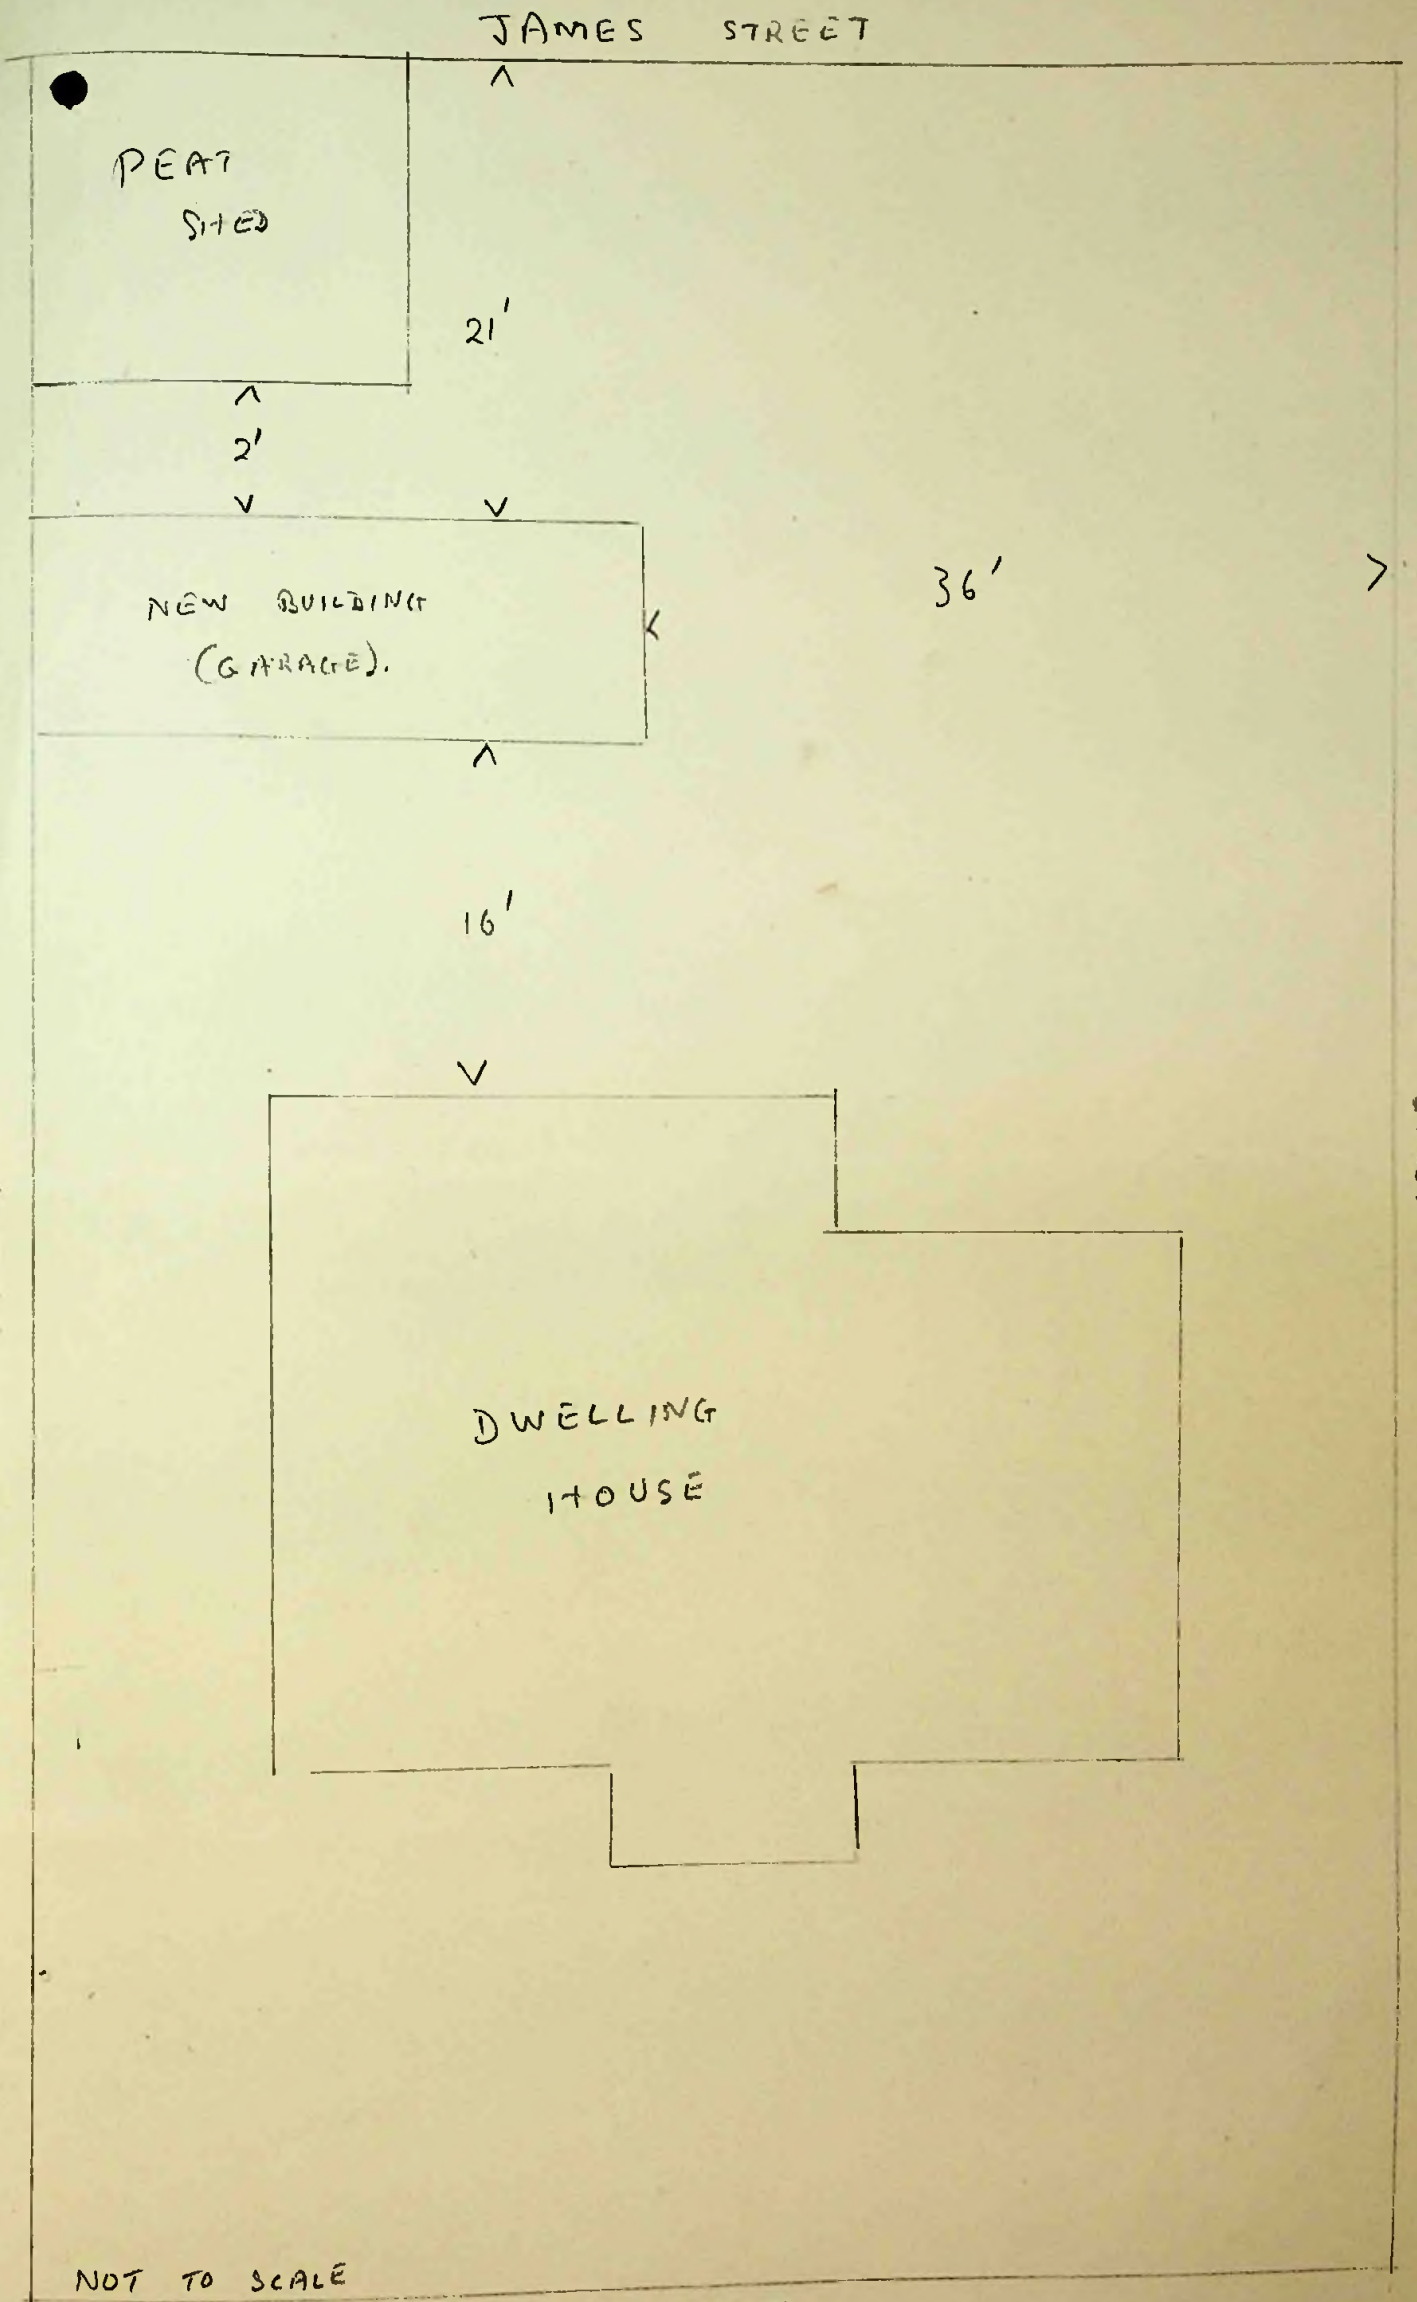 JAMES STREET
PEAT
SHED
21'
2'
NEW BUILDING
(GARAGE).
36'
16'
DWELLING
HOUSE
NOT TO SCALE